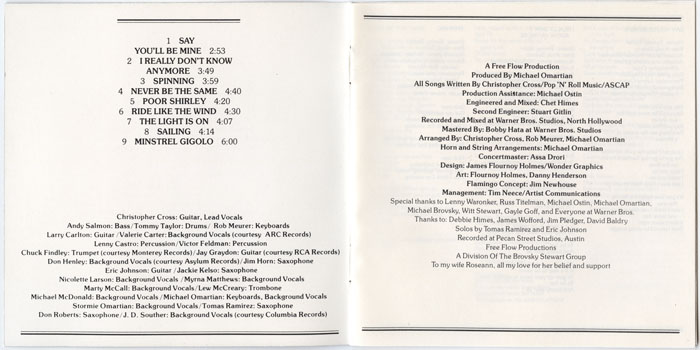 1 SAY
YOU'LL BE MINE 2:53
2 I REALLY DON'T KNOW
ANYMORE 3:49
3 SPINNING 3:59
4 NEVER BE THE SAME 4:40
5 POOR SHIRLEY 4:20
6 RIDE LIKE THE WIND 4:30
7 THE LIGHT IS ON 4:07
8 SAILING 4:14
9 MINSTREL GIGOLO 6:00
Christopher Cross: Guitar, Lead Vocals
Andy Salmon: Bass/Tommy Taylor: Drums/ Rob Meurer: Keyboards
Larry Carlton: Guitar/Valerie Carter: Background Vocals (courtesy ARC Records)
Lenny Castro: Percussion/Victor Feldman: Percussion
Chuck Findley: Trumpet (courtesy Monterey Records)/Jay Graydon: Guitar (courtesy RCA Records)
Don Henley: Background Vocals (courtesy Asylum Records)/Jim Horn: Saxophone
Eric Johnson: Guitar/Jackie Kelso: Saxophone
Nicolette Larson: Background Vocals/Myrna Matthews: Background Vocals
Marty McCall: Background Vocals/Lew McCreary: Trombone
Michael McDonald: Background Vocals/Michael Omartian: Keyboards, Background Vocals
Stormie Omartian: Background Vocals/Tomas Ramirez: Saxophone
Don Roberts: Saxophone/J. D. Souther: Background Vocals (courtesy Columbia Records)
A Free Flow Production
Produced By Michael Omartian
All Songs Written By Christopher Cross/Pop 'N' Roll Music/ASCAP
Production Assistance: Michael Ostin
Engineered and Mixed: Chet Himes
Second Engineer: Stuart Gitlin
Recorded and Mixed at Warner Bros. Studios, North Hollywood
Mastered By: Bobby Hata at Warner Bros. Studios
Arranged By: Christopher Cross, Rob Meurer, Michael Omartian
Horn and String Arrangements: Michael Omartian
Concertmaster: Assa Drori
Design: James Flournoy Holmes/Wonder Graphics
Art: Flournoy Holmes, Danny Henderson
Flamingo Concept: Jim Newhouse
Management: Tim Neece/Artist Communications
Special thanks to Lenny Waronker, Russ Titelman, Michael Ostin, Michael Omartian,
Michael Brovsky, Witt Stewart, Gayle Goff, and Everyone at Warner Bros.
Thanks to: Debbie Himes, James Wofford, Jim Pledger, David Baldry
Solos by Tomas Ramirez and Eric Johnson
Recorded at Pecan Street Studios, Austin
Free Flow Productions
A Division Of The Brovsky Stewart Group
To my wife Roseann, all my love for her belief and support